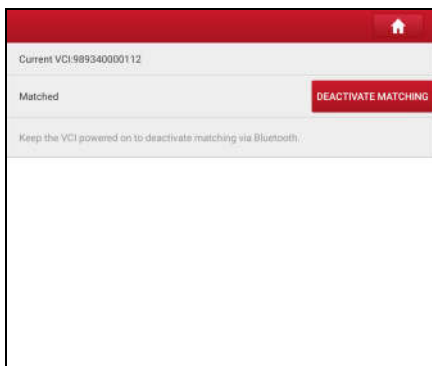 Current VCI:989340000112
Matched
DEACTIVATE MATCHING
Keep the VCI powered on to deactivate matching via Bluetooth.